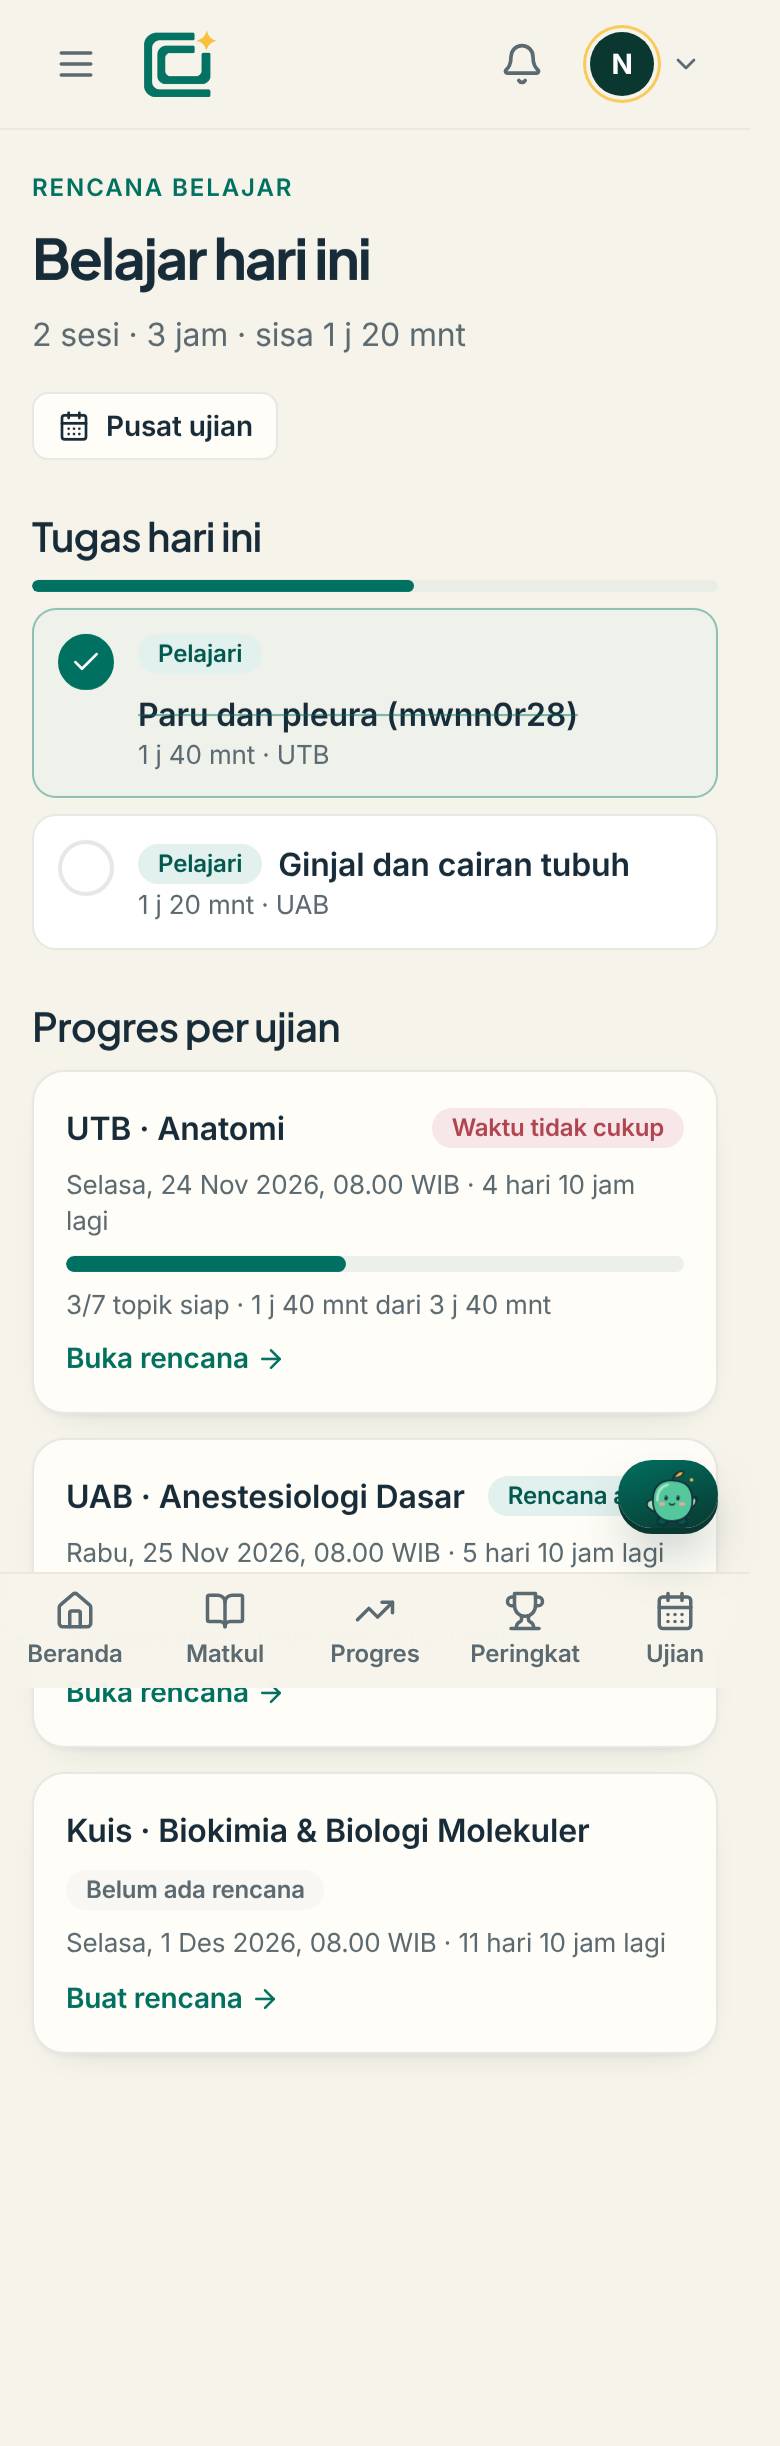 N
RENCANA BELAJAR
Belajar hari ini
2 sesi · 3 jam · sisa 1 j 20 mnt
Pusat ujian
Tugas hari ini
Pelajari
Paru dan pleura (mwnn0r28)
1 j 40 mnt · UTB
Pelajari Ginjal dan cairan tubuh
1 j 20 mnt · UAB
Progres per ujian
UTB · Anatomi Waktu tidak cukup
Selasa, 24 Nov 2026, 08.00 WIB · 4 hari 10 jam
lagi
3/7 topik siap · 1 j 40 mnt dari 3 j 40 mnt
Buka rencana →
UAB · Anestesiologi Dasar Rencana
Rabu, 25 Nov 2026, 08.00 WIB · 5 hari 10 jam lagi
Beranda Matkul Progres Peringkat Ujian
Buka rencana →
Kuis · Biokimia & Biologi Molekuler
Belum ada rencana
Selasa, 1 Des 2026, 08.00 WIB · 11 hari 10 jam lagi
Buat rencana →